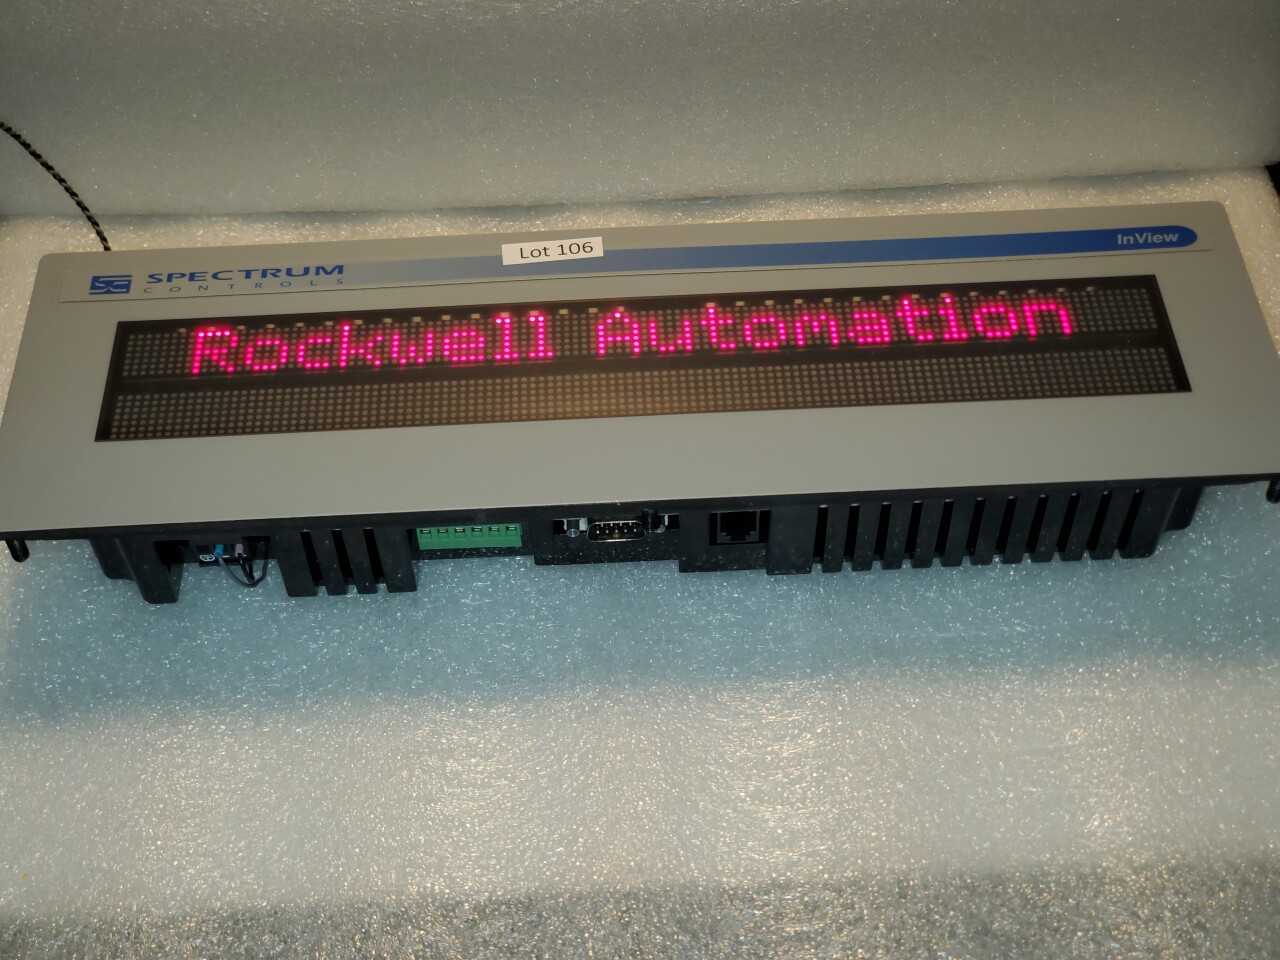 Lot 106
InView
SPECTRUM
CONTROLS
Rockwell Automation